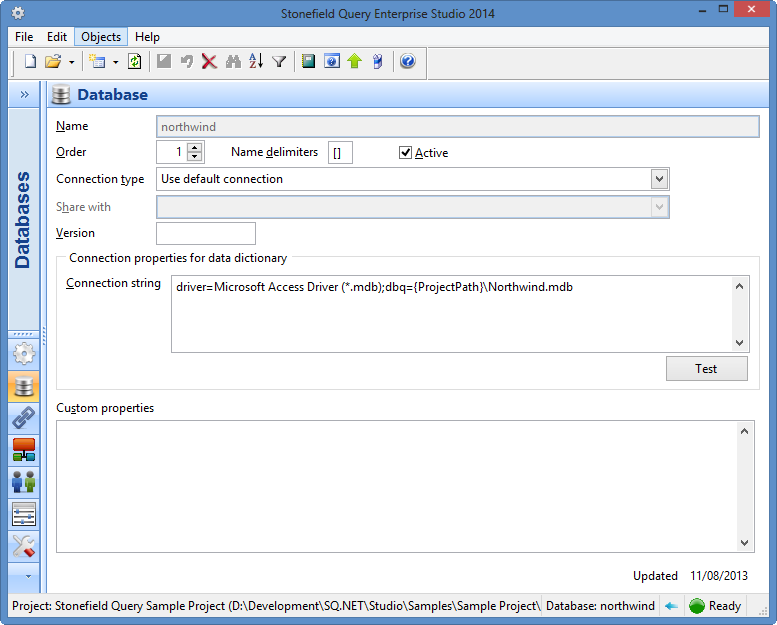 Stonefield Query Enterprise Studio 2014
File Edit Objects Help
»
Database
Databases
Name northwind
Order 1 Name delimiters [] Active
Connection type Use default connection
Share with
Version
Connection properties for data dictionary
Connection string driver=Microsoft Access Driver (*.mdb);dbq={ProjectPath}\Northwind.mdb
Test
Custom properties
Updated 11/08/2013
Project: Stonefield Query Sample Project (D:\Development\SQ.NET\Studio\Samples\Sample Project\ Database: northwind Ready